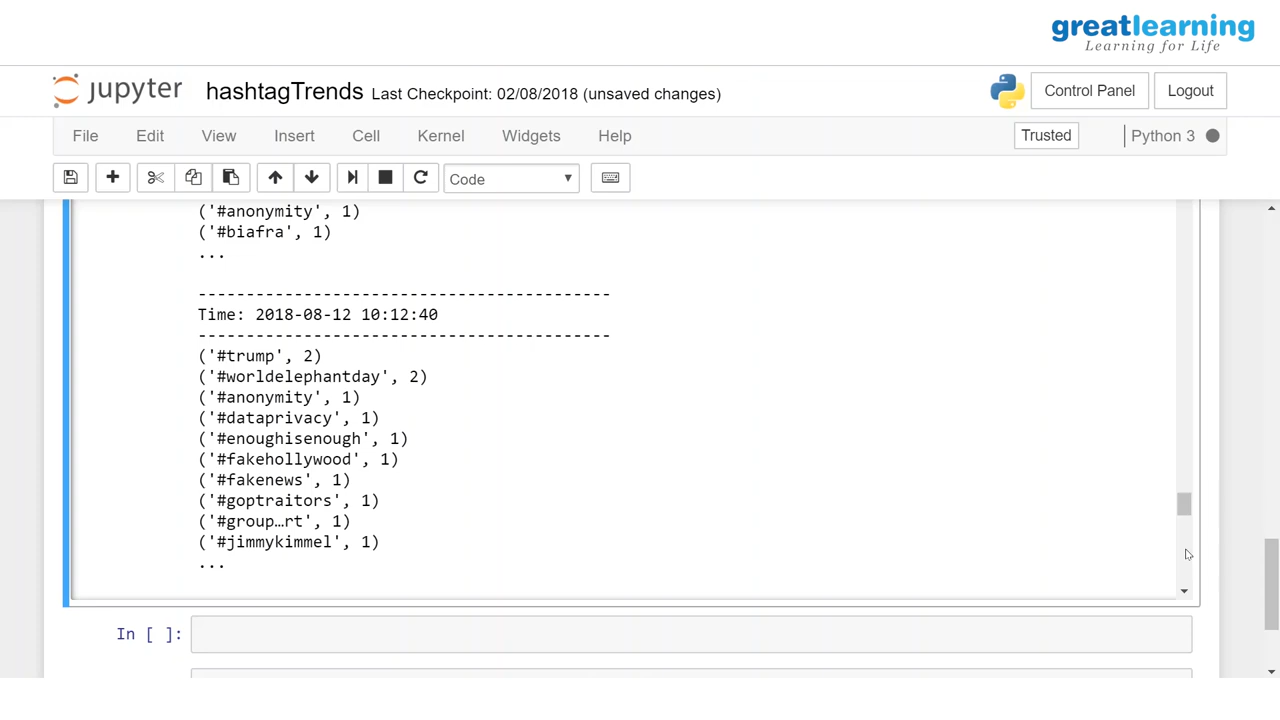 greatlearning
Learning for Life
jupyter hashtagTrends Last Checkpoint: 02/08/2018 (unsaved changes) Control Panel Logout
File Edit View Insert Cell Kernel Widgets Help Trusted Python 3
Code
('#anonymity', 1)
('#biafra', 1)
...
-------------------------------------------
Time: 2018-08-12 10:12:40
-------------------------------------------
('#trump', 2)
('#worldelephantday', 2)
('#anonymity', 1)
('#dataprivacy', 1)
('#enoughisenough', 1)
('#fakehollywood', 1)
('#fakenews', 1)
('#goptraitors', 1)
('#group…rt', 1)
('#jimmykimmel', 1)
...
In [ ]: